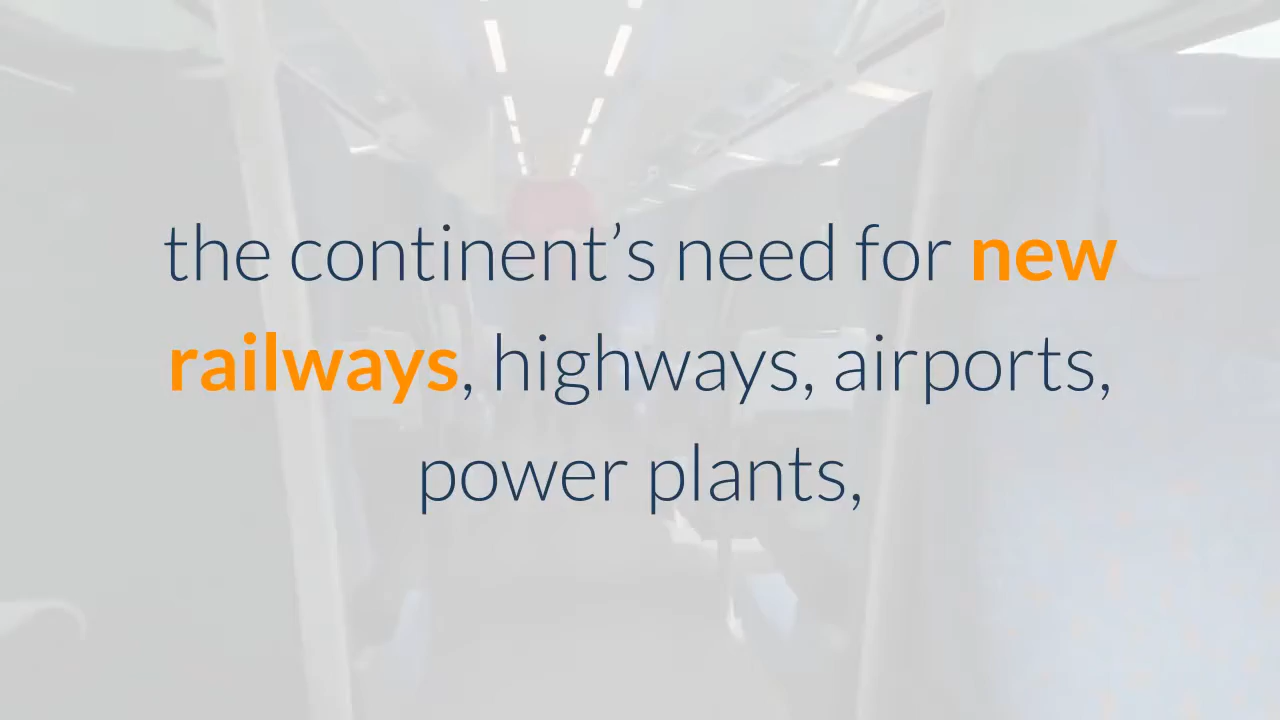 the continent’s need for new
railways, highways, airports,
power plants,